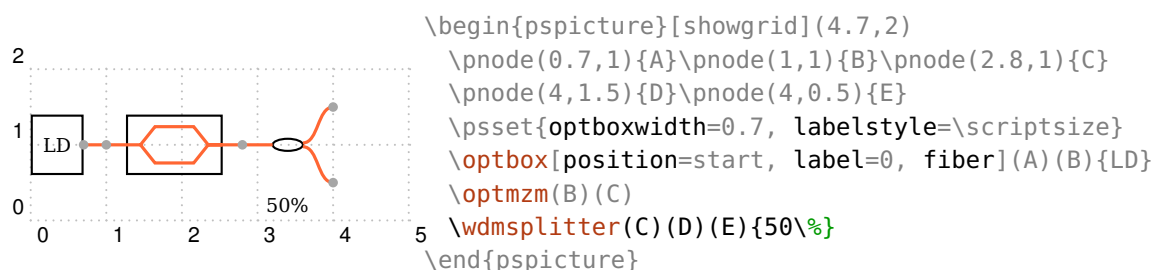 2
1
0
LD
50%
0 1 2 3 4 5
\begin{pspicture}[showgrid](4.7,2)
\pnode(0.7,1){A}\pnode(1,1){B}\pnode(2.8,1){C}
\pnode(4,1.5){D}\pnode(4,0.5){E}
\psset{optboxwidth=0.7, labelstyle=\scriptsize}
\optbox[position=start, label=0, fiber](A)(B){LD}
\optmzm(B)(C)
\wdmsplitter(C)(D)(E){50\%}
\end{pspicture}